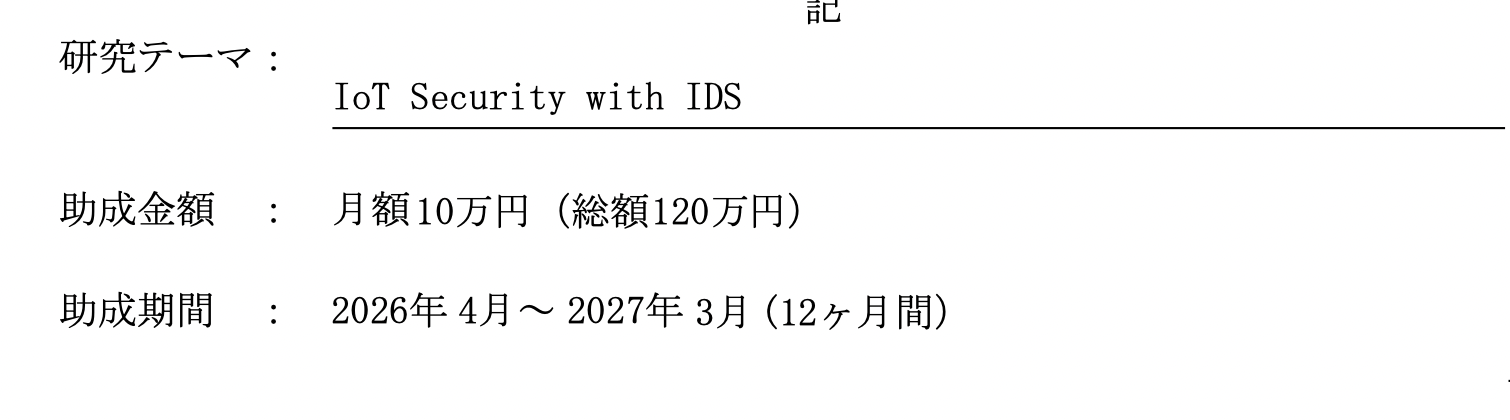 記
研究テーマ：
IoT Security with IDS
助成金額　：　月額10万円（総額120万円）
助成期間　：　2026年 4月～ 2027年 3月（12ヶ月間）